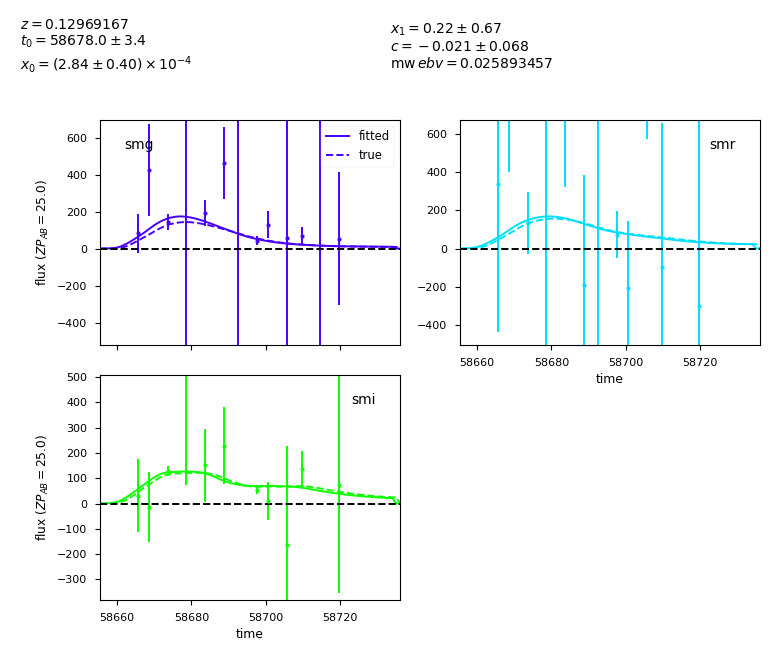 z = 0.12969167
t₀ = 58678.0 ± 3.4
x₀ = (2.84 ± 0.40) × 10⁻⁴
x₁ = 0.22 ± 0.67
c = −0.021 ± 0.068
mw ebv = 0.025893457
smg
fitted
true
600
400
200
0
−200
−400
flux (ZP_AB = 25.0)
smr
600
400
200
0
−200
−400
58660 58680 58700 58720
time
smi
500
400
300
200
100
0
−100
−200
−300
flux (ZP_AB = 25.0)
58660 58680 58700 58720
time